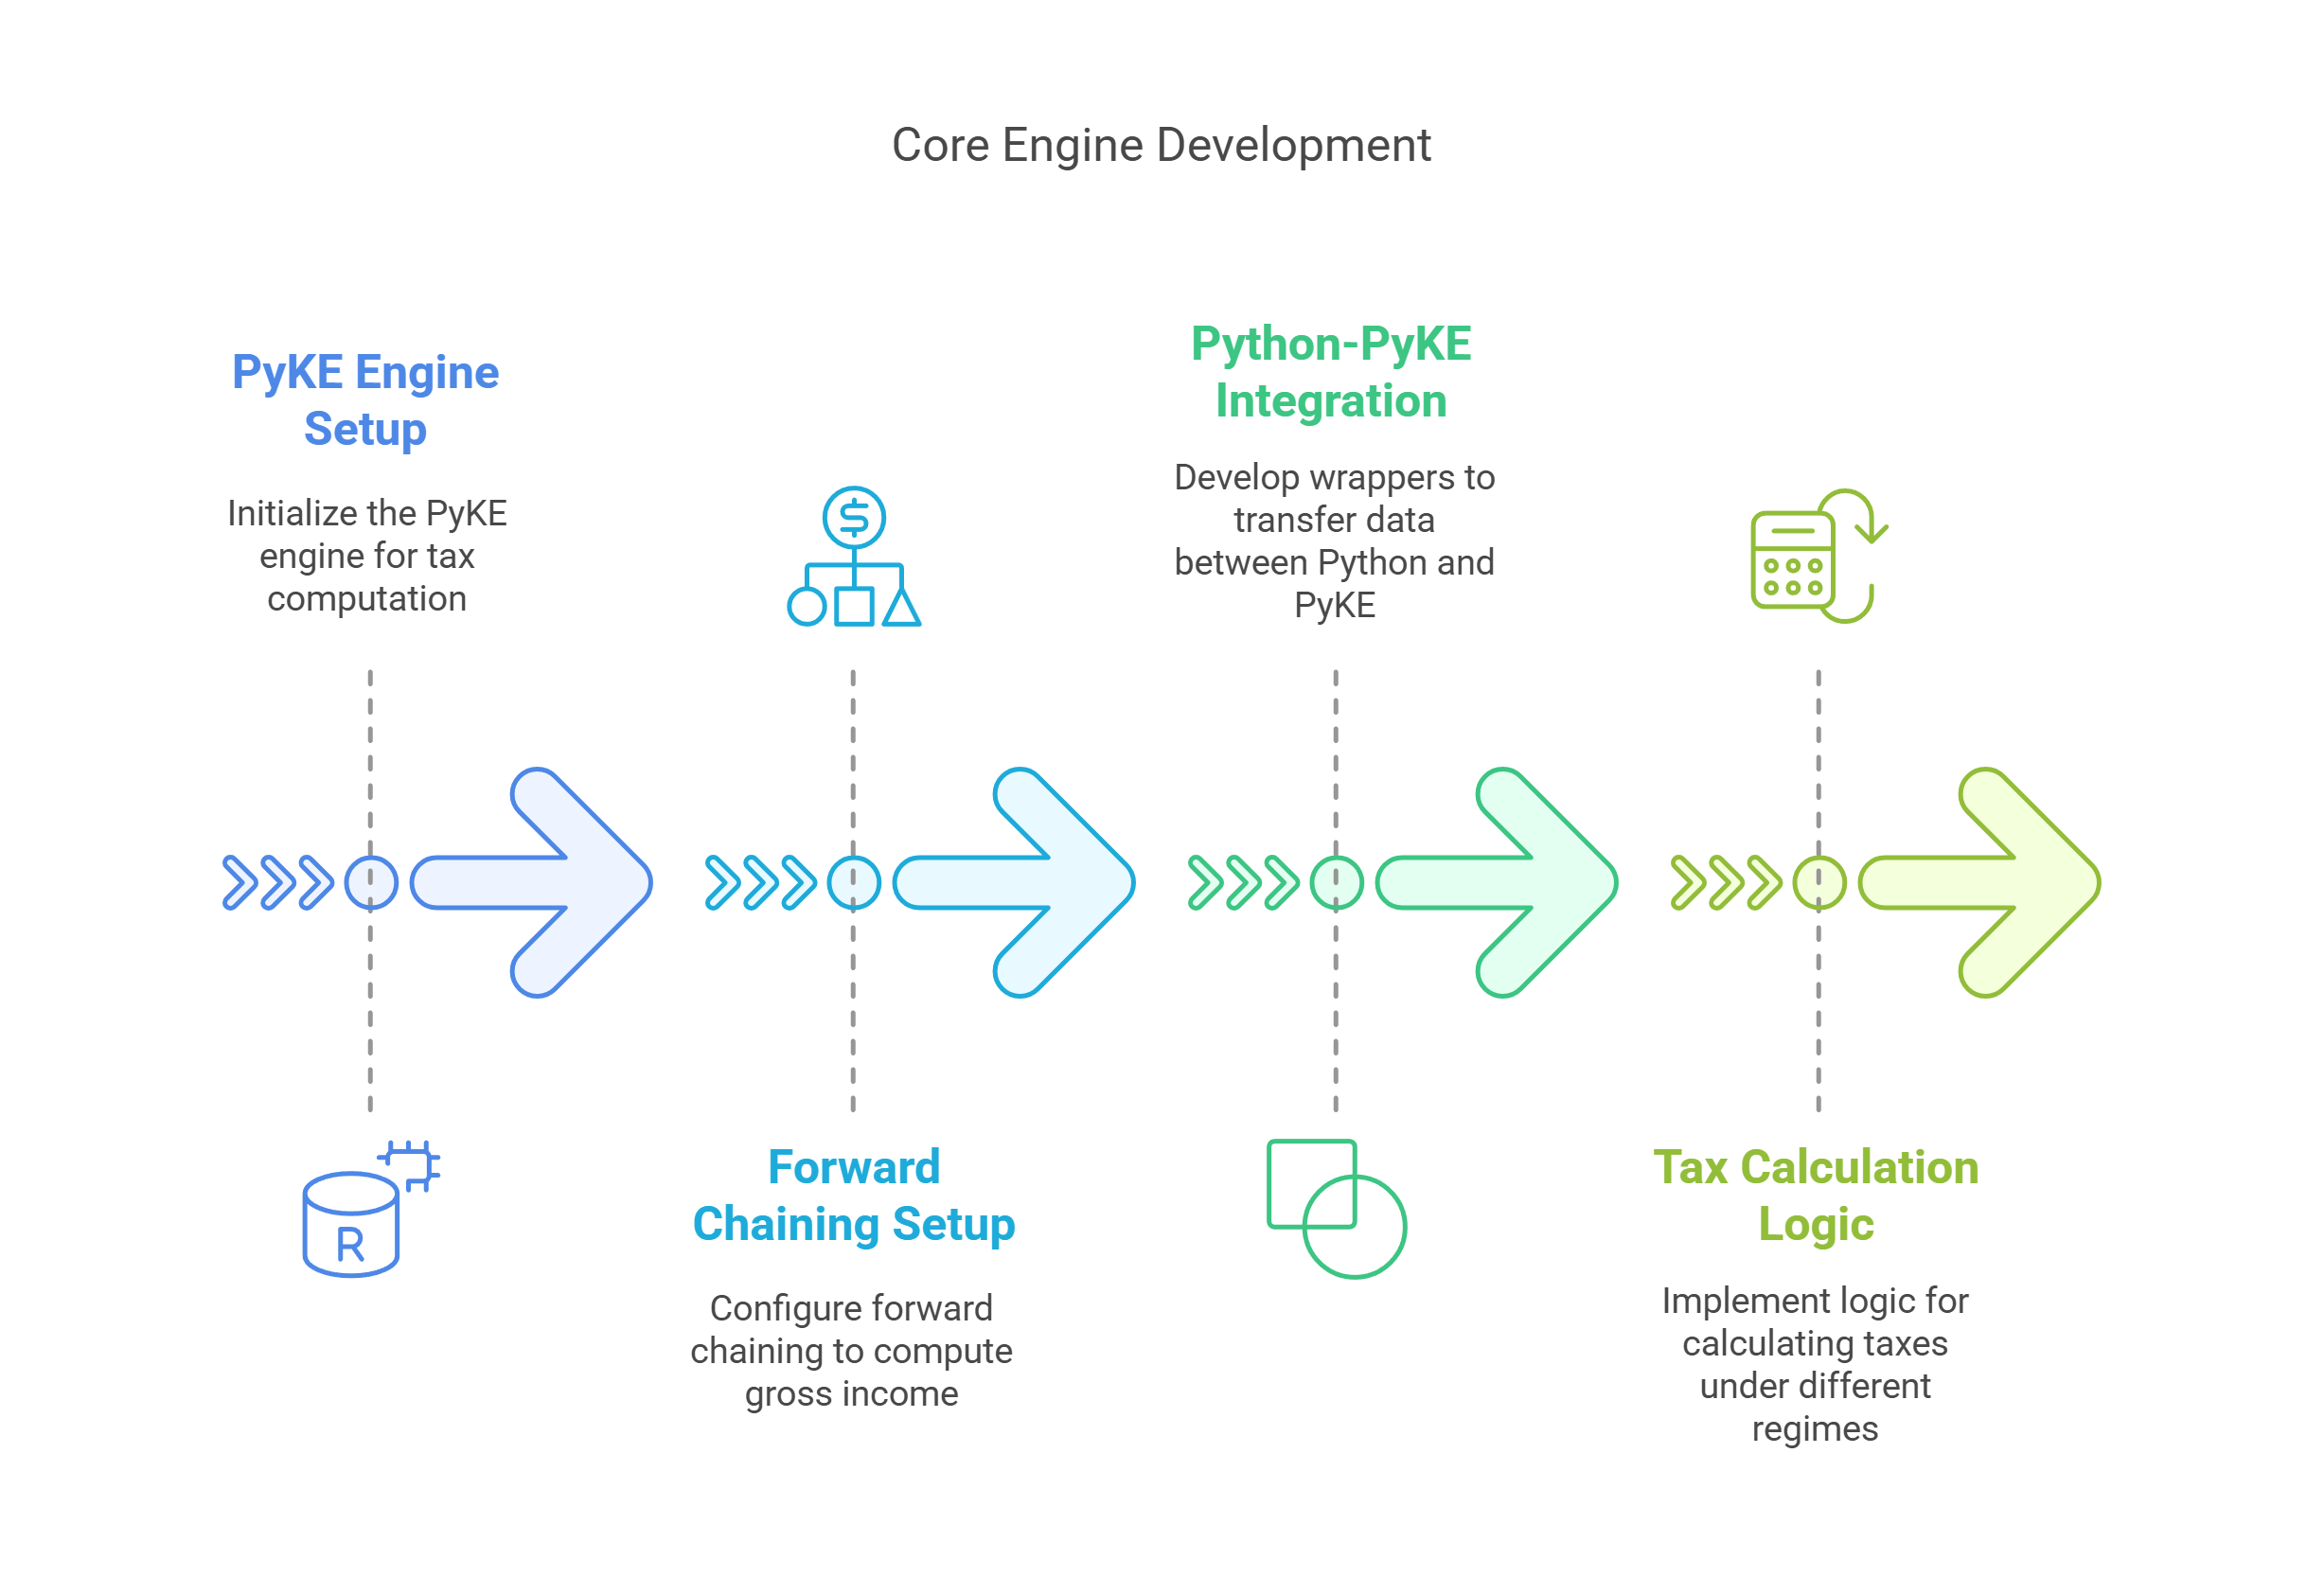 Core Engine Development
PyKE Engine
Setup
Initialize the PyKE
engine for tax
computation
Forward
Chaining Setup
Configure forward
chaining to compute
gross income
Python-PyKE
Integration
Develop wrappers to
transfer data
between Python and
PyKE
Tax Calculation
Logic
Implement logic for
calculating taxes
under different
regimes
R